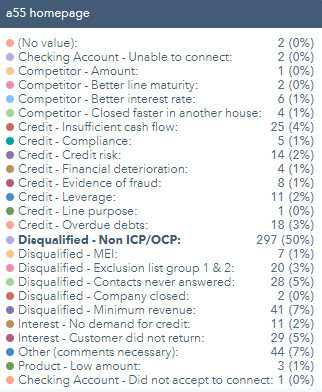 a55 homepage
(No value): 2 (0%)
Checking Account - Unable to connect: 2 (0%)
Competitor - Amount: 1 (0%)
Competitor - Better line maturity: 2 (0%)
Competitor - Better interest rate: 6 (1%)
Competitor - Closed faster in another house: 4 (1%)
Credit - Insufficient cash flow: 25 (4%)
Credit - Compliance: 5 (1%)
Credit - Credit risk: 14 (2%)
Credit - Financial deterioration: 4 (1%)
Credit - Evidence of fraud: 8 (1%)
Credit - Leverage: 11 (2%)
Credit - Line purpose: 1 (0%)
Credit - Overdue debts: 18 (3%)
Disqualified - Non ICP/OCP: 297 (50%)
Disqualified - MEI: 7 (1%)
Disqualified - Exclusion list group 1 & 2: 20 (3%)
Disqualified - Contacts never answered: 28 (5%)
Disqualified - Company closed: 2 (0%)
Disqualified - Minimum revenue: 41 (7%)
Interest - No demand for credit: 11 (2%)
Interest - Customer did not return: 29 (5%)
Other (comments necessary): 44 (7%)
Product - Low amount: 3 (1%)
Checking Account - Did not accept to connect: 1 (0%)